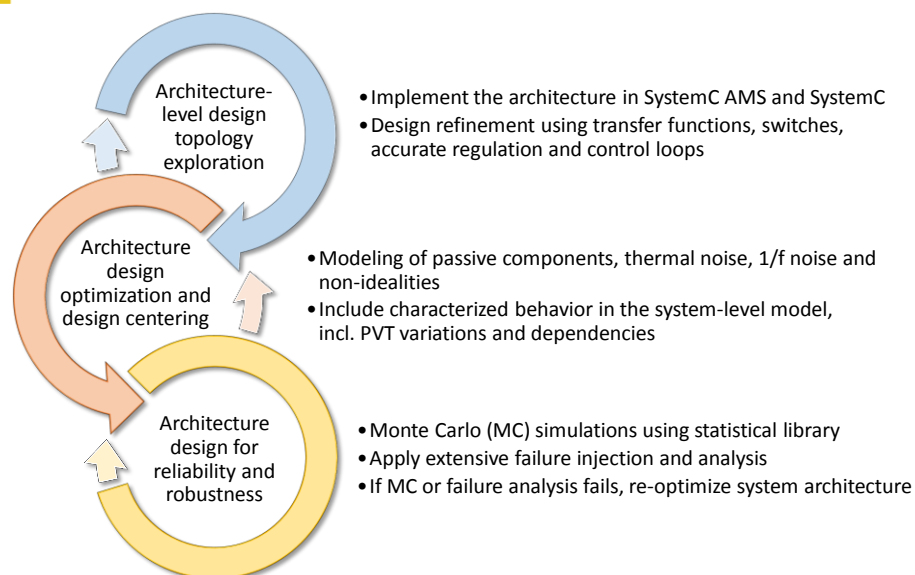 Architecture-
level design
topology
exploration
•Implement the architecture in SystemC AMS and SystemC
•Design refinement using transfer functions, switches,
accurate regulation and control loops
Architecture
design
optimization and
design centering
•Modeling of passive components, thermal noise, 1/f noise and
non-idealities
•Include characterized behavior in the system-level model,
incl. PVT variations and dependencies
Architecture
design for
reliability and
robustness
•Monte Carlo (MC) simulations using statistical library
•Apply extensive failure injection and analysis
•If MC or failure analysis fails, re-optimize system architecture